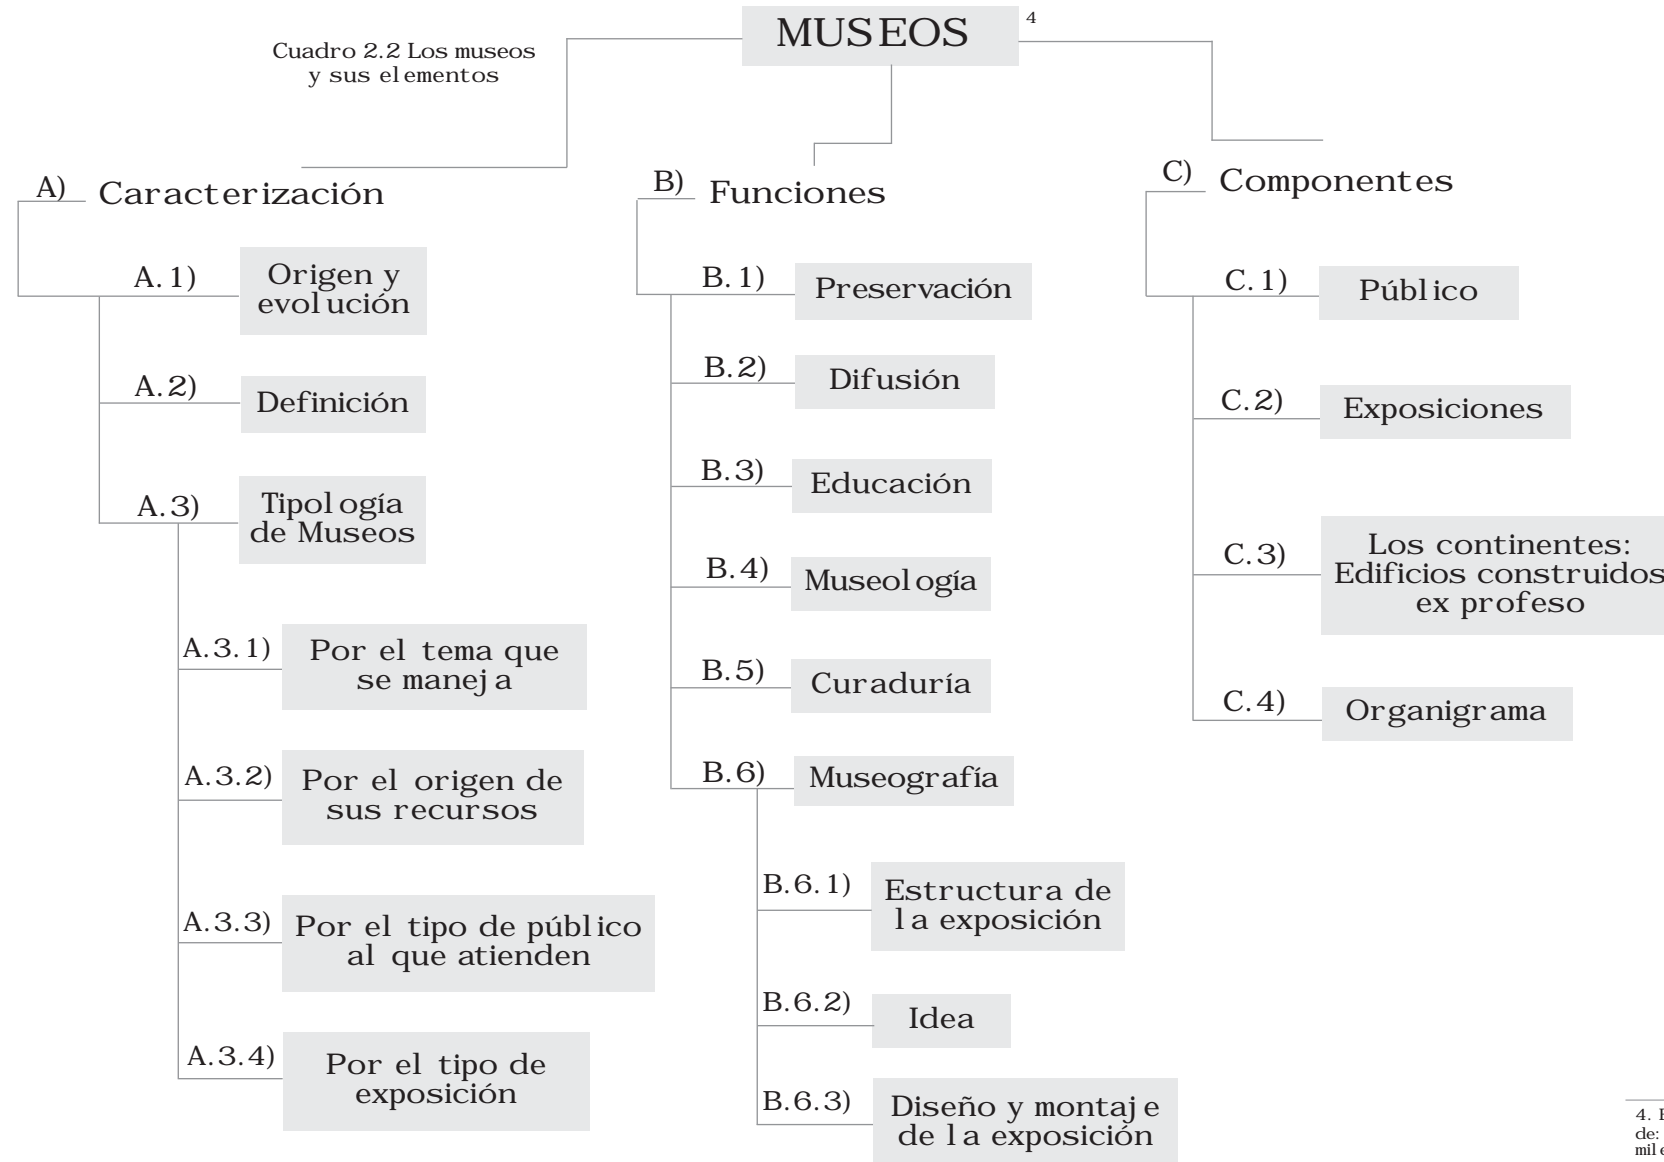 MUSEOS 4
Cuadro 2.2 Los museos
y sus elementos
A) Caracterización
A.1) Origen y
evolución
A.2) Definición
A.3) Tipología
de Museos
A.3.1) Por el tema que
se maneja
A.3.2) Por el origen de
sus recursos
A.3.3) Por el tipo de público
al que atienden
A.3.4) Por el tipo de
exposición
B) Funciones
B.1) Preservación
B.2) Difusión
B.3) Educación
B.4) Museología
B.5) Curaduría
B.6) Museografía
B.6.1) Estructura de
la exposición
B.6.2) Idea
B.6.3) Diseño y montaje
de la exposición
C) Componentes
C.1) Público
C.2) Exposiciones
C.3) Los continentes:
Edificios construidos
ex profeso
C.4) Organigrama
4.
de: